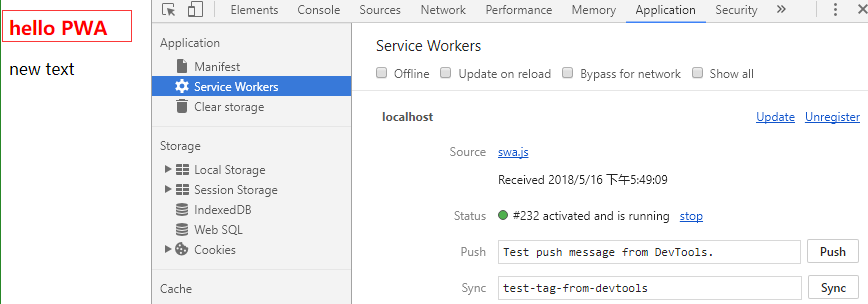 hello PWA
new text
Elements Console Sources Network Performance Memory Application Security »
Application
Manifest
Service Workers
Clear storage
Storage
Local Storage
Session Storage
IndexedDB
Web SQL
Cookies
Cache
Service Workers
Offline Update on reload Bypass for network Show all
localhost Update Unregister
Source swa.js
Received 2018/5/16 下午5:49:09
Status #232 activated and is running stop
Push Test push message from DevTools. Push
Sync test-tag-from-devtools Sync